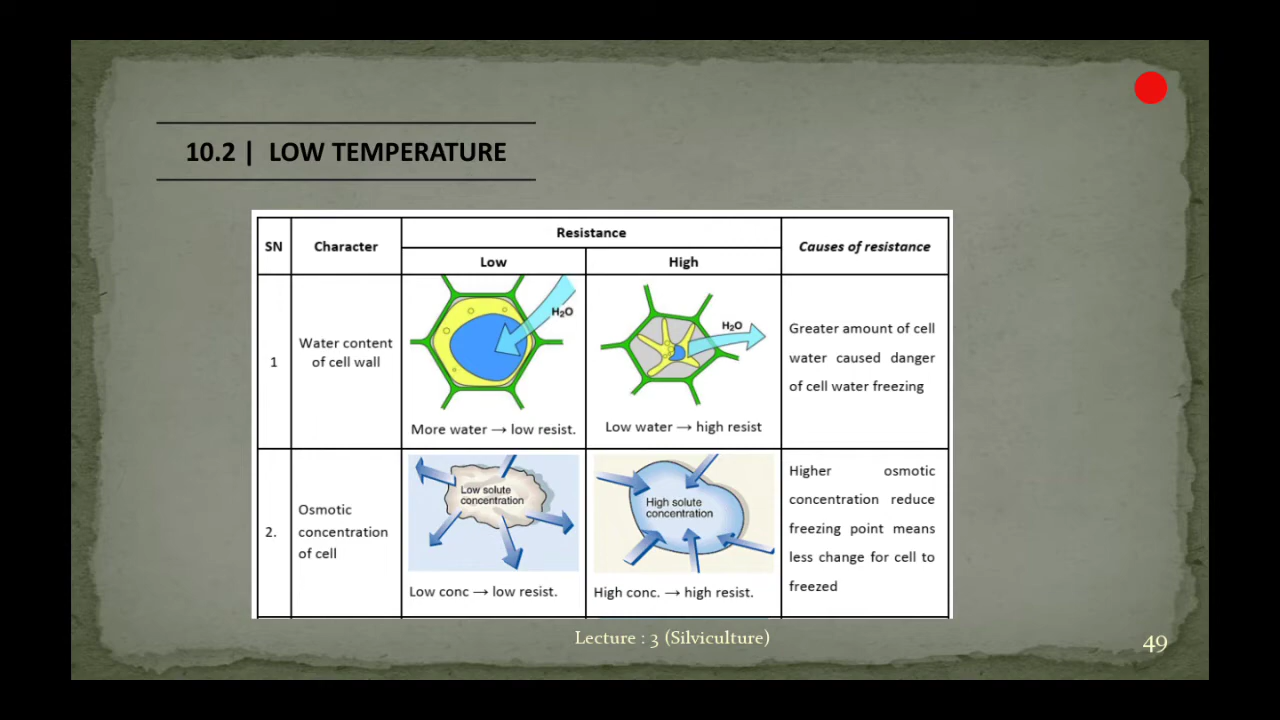 10.2 | LOW TEMPERATURE
SN
Character
Resistance
Low
High
Causes of resistance
1
Water content
of cell wall
H₂O
More water → low resist.
H₂O
Low water → high resist
Greater amount of cell
water caused danger
of cell water freezing
2.
Osmotic
concentration
of cell
Low solute
concentration
Low conc → low resist.
High solute
concentration
High conc. → high resist.
Higher osmotic
concentration reduce
freezing point means
less change for cell to
freezed
Lecture : 3 (Silviculture)
49